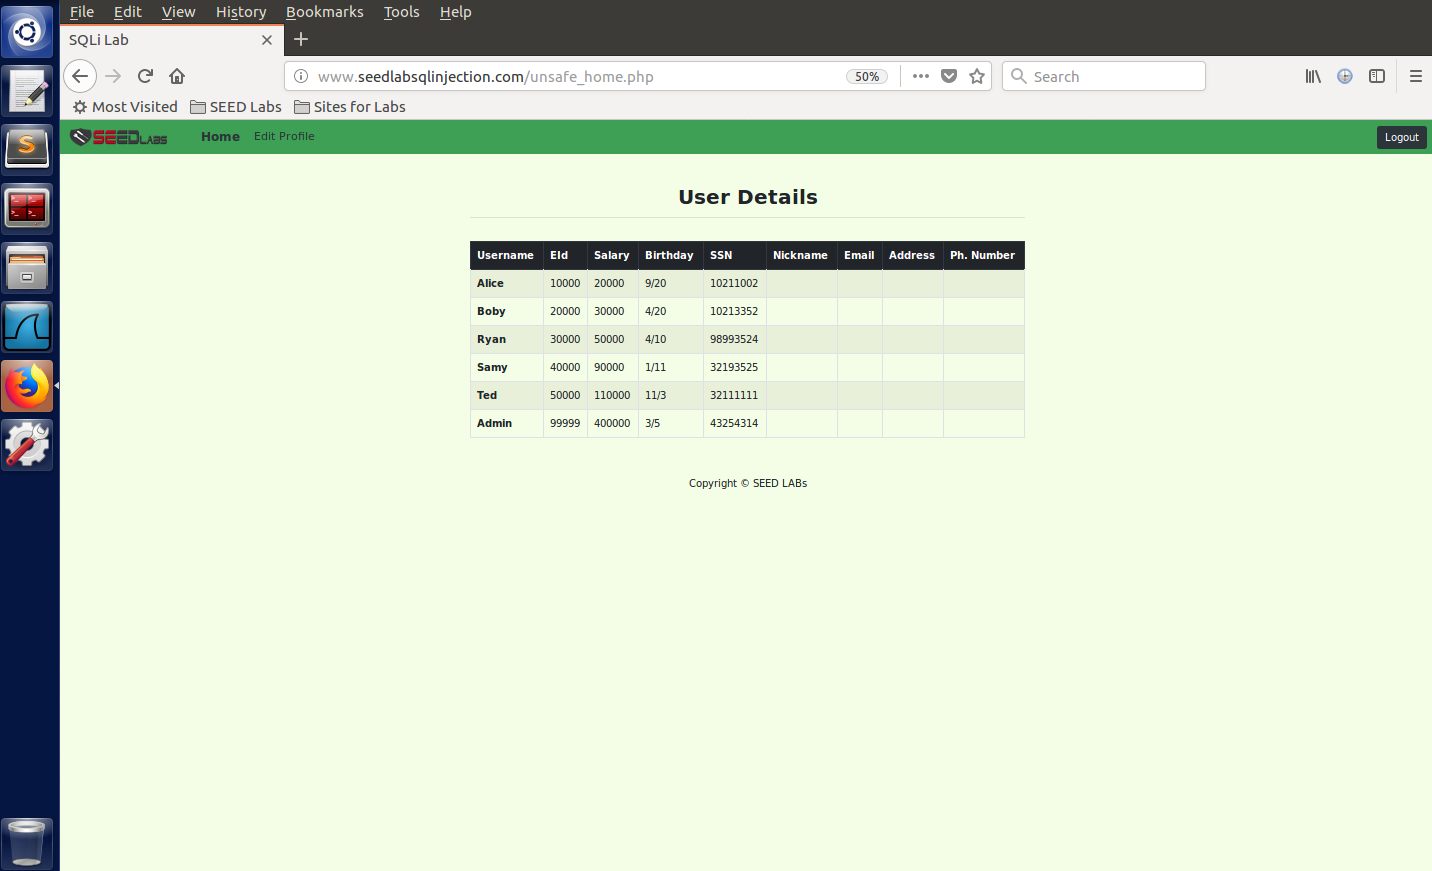 File Edit View History Bookmarks Tools Help
SQLi Lab
www.seedlabsqlinjection.com/unsafe_home.php 50% Search
Most Visited SEED Labs Sites for Labs
SEEDLABS Home Edit Profile Logout
User Details
Username EId Salary Birthday SSN Nickname Email Address Ph. Number
Alice 10000 20000 9/20 10211002
Boby 20000 30000 4/20 10213352
Ryan 30000 50000 4/10 98993524
Samy 40000 90000 1/11 32193525
Ted 50000 110000 11/3 32111111
Admin 99999 400000 3/5 43254314
Copyright © SEED LABs